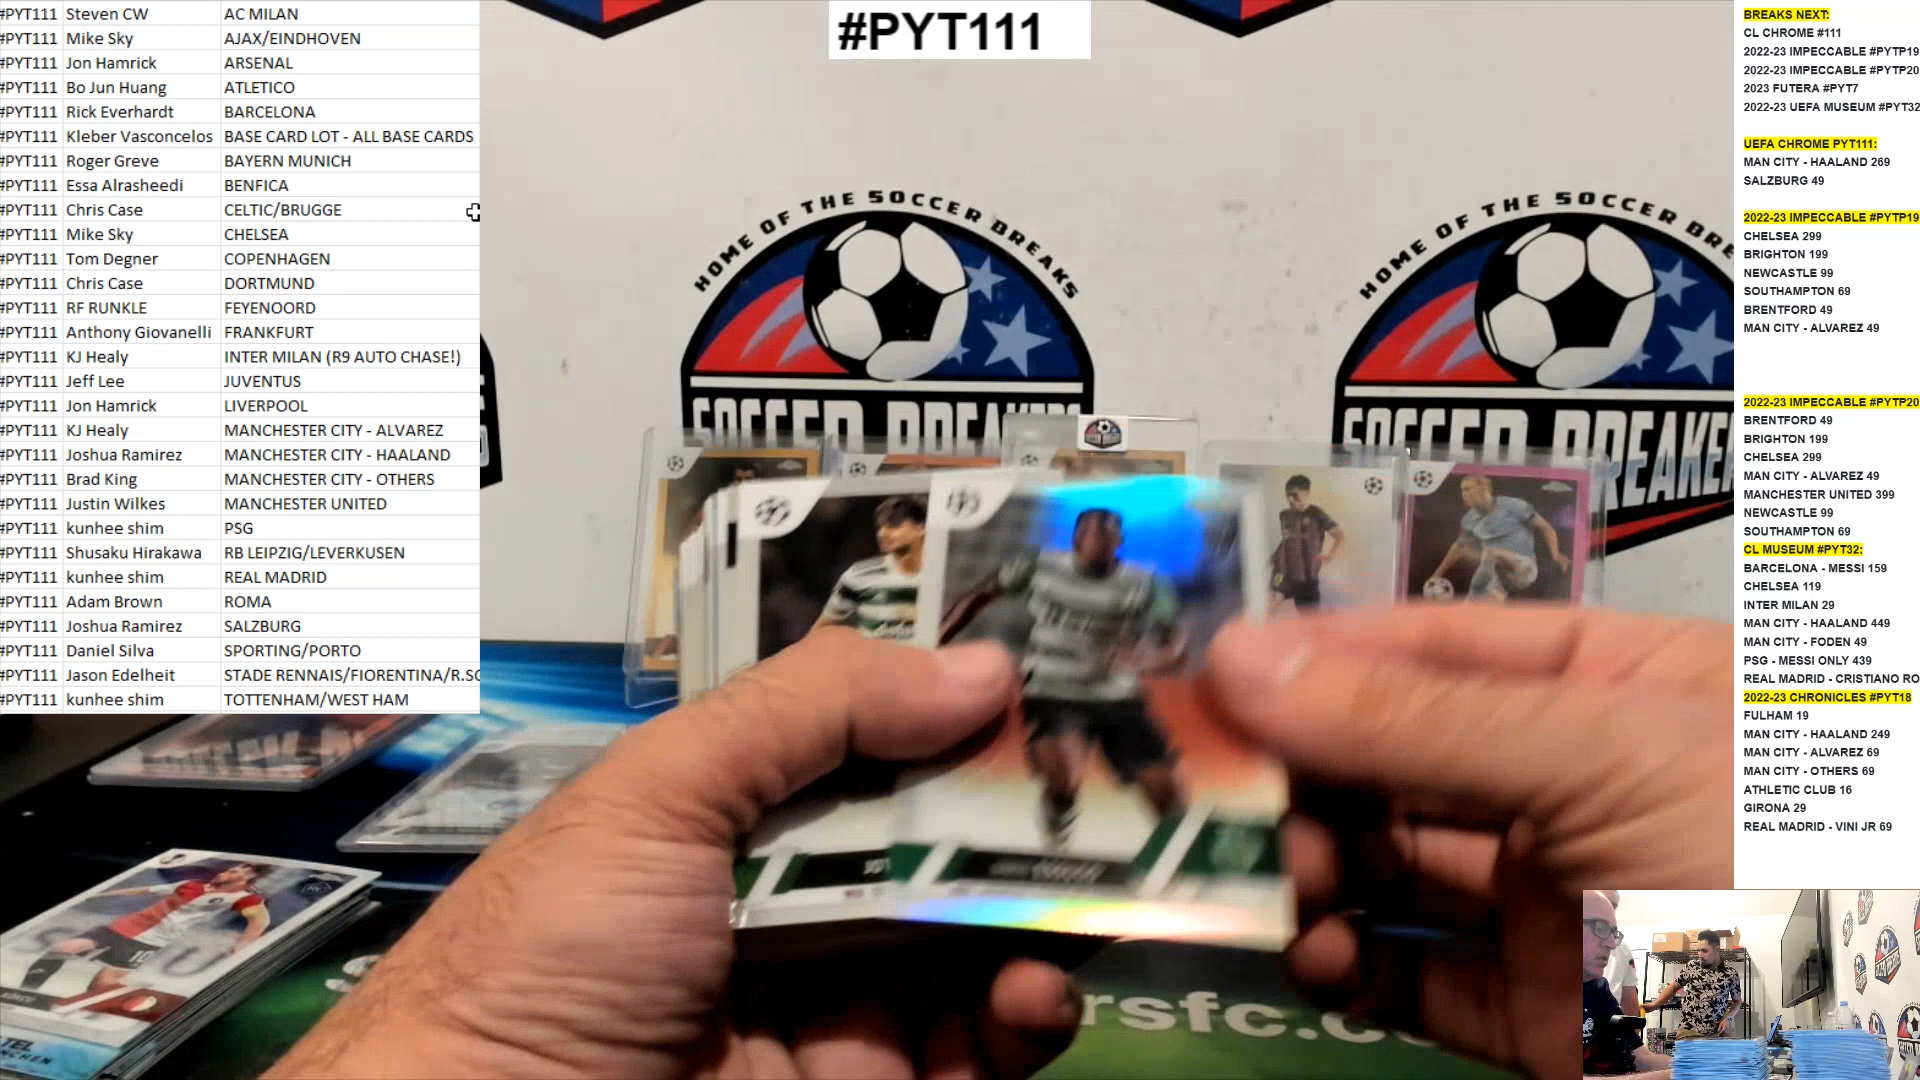 #PYT111 Steven CW AC MILAN
#PYT111 Mike Sky AJAX/EINDHOVEN
#PYT111 Jon Hamrick ARSENAL
#PYT111 Bo Jun Huang ATLETICO
#PYT111 Rick Everhardt BARCELONA
#PYT111 Kleber Vasconcelos BASE CARD LOT - ALL BASE CARDS
#PYT111 Roger Greve BAYERN MUNICH
#PYT111 Essa Alrasheedi BENFICA
#PYT111 Chris Case CELTIC/BRUGGE
#PYT111 Mike Sky CHELSEA
#PYT111 Tom Degner COPENHAGEN
#PYT111 Chris Case DORTMUND
#PYT111 RF RUNKLE FEYENOORD
#PYT111 Anthony Giovanelli FRANKFURT
#PYT111 KJ Healy INTER MILAN (R9 AUTO CHASE!)
#PYT111 Jeff Lee JUVENTUS
#PYT111 Jon Hamrick LIVERPOOL
#PYT111 KJ Healy MANCHESTER CITY - ALVAREZ
#PYT111 Joshua Ramirez MANCHESTER CITY - HAALAND
#PYT111 Brad King MANCHESTER CITY - OTHERS
#PYT111 Justin Wilkes MANCHESTER UNITED
#PYT111 kunhee shim PSG
#PYT111 Shusaku Hirakawa RB LEIPZIG/LEVERKUSEN
#PYT111 kunhee shim REAL MADRID
#PYT111 Adam Brown ROMA
#PYT111 Joshua Ramirez SALZBURG
#PYT111 Daniel Silva SPORTING/PORTO
#PYT111 Jason Edelheit STADE RENNAIS/FIORENTINA/R.SO
#PYT111 kunhee shim TOTTENHAM/WEST HAM
#PYT111
HOME OF THE SOCCER BREAKS
SOCCER BREAKERS
HOME OF THE SOCCER BREAKS
SOCCER BREAKER
BREAKS NEXT:
CL CHROME #111
2022-23 IMPECCABLE #PYTP19
2022-23 IMPECCABLE #PYTP20
2023 FUTERA #PYT7
2022-23 UEFA MUSEUM #PYT32
UEFA CHROME PYT111:
MAN CITY - HAALAND 269
SALZBURG 49
2022-23 IMPECCABLE #PYTP19
CHELSEA 299
BRIGHTON 199
NEWCASTLE 99
SOUTHAMPTON 69
BRENTFORD 49
MAN CITY - ALVAREZ 49
2022-23 IMPECCABLE #PYTP20
BRENTFORD 49
BRIGHTON 199
CHELSEA 299
MAN CITY - ALVAREZ 49
MANCHESTER UNITED 399
NEWCASTLE 99
SOUTHAMPTON 69
CL MUSEUM #PYT32:
BARCELONA - MESSI 159
CHELSEA 119
INTER MILAN 29
MAN CITY - HAALAND 449
MAN CITY - FODEN 49
PSG - MESSI ONLY 439
REAL MADRID - CRISTIANO RO
2022-23 CHRONICLES #PYT18
FULHAM 19
MAN CITY - HAALAND 249
MAN CITY - ALVAREZ 69
MAN CITY - OTHERS 69
ATHLETIC CLUB 16
GIRONA 29
REAL MADRID - VINI JR 69
TEL
rsfc.c